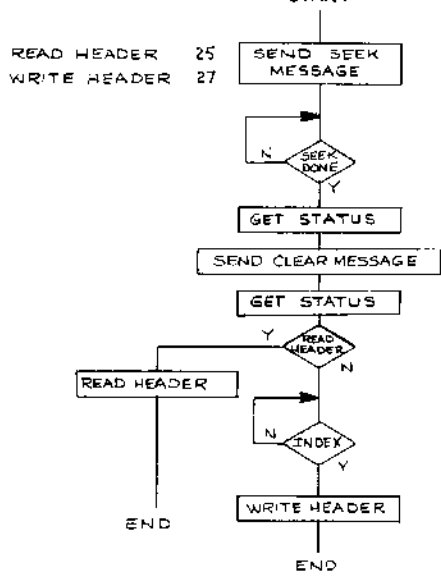 READ HEADER 25
WRITE HEADER 27
SEND SEEK
MESSAGE
N
SEEK
DONE
Y
GET STATUS
SEND CLEAR MESSAGE
GET STATUS
Y
READ
HEADER
N
READ HEADER
N
INDEX
Y
WRITE HEADER
END
END